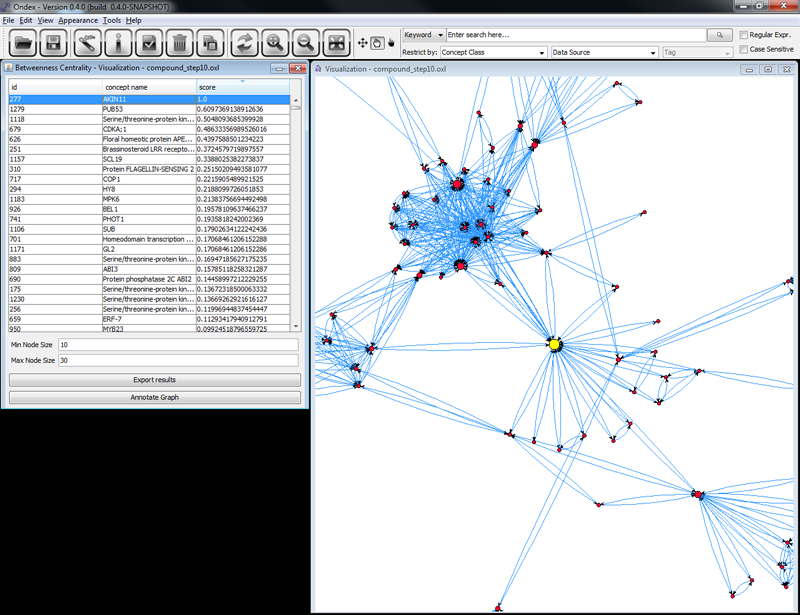 Ondex - Version 0.4.0 (build 0.4.0-SNAPSHOT)
File Edit View Appearance Tools Help
Keyword Enter search here... Regular Expr.
Restrict by: Concept Class Data Source Tag Case Sensitive
Betweenness Centrality - Visualization - compound_step10.oxl
id concept name score
277 AKIN11 1.0
1279 PUB53 0.6097369138912636
1118 Serine/threonine-protein kin... 0.5048093685399928
679 CDKA;1 0.48633356989526016
626 Floral homeotic protein APE... 0.4397588501234223
251 Brassinosteroid LRR recepto... 0.3724579719897557
1157 SCL19 0.3388025382273837
310 Protein FLAGELLIN-SENSING 2 0.25150209493581077
717 COP1 0.2215905489921525
294 HY8 0.2188099726051853
1183 MPK6 0.21383756694492498
926 BEL1 0.19578109637466237
741 PHOT1 0.1935818242002369
1106 SUB 0.17902634122242436
701 Homeodomain transcription ... 0.17068461206152288
1171 GL2 0.17068461206152286
883 Serine/threonine-protein kin... 0.16947185627175235
809 ABI3 0.15785118258321287
690 Protein phosphatase 2C ABI2 0.14458997212229255
175 Serine/threonine-protein kin... 0.13672318500063332
1230 Serine/threonine-protein kin... 0.13669262921616127
256 Serine/threonine-protein kin... 0.11996944837454447
659 ERF-7 0.11293417940912791
950 MYB23 0.09924518796559725
Min Node Size 10
Max Node Size 30
Export results
Annotate Graph
Visualization - compound_step10.oxl